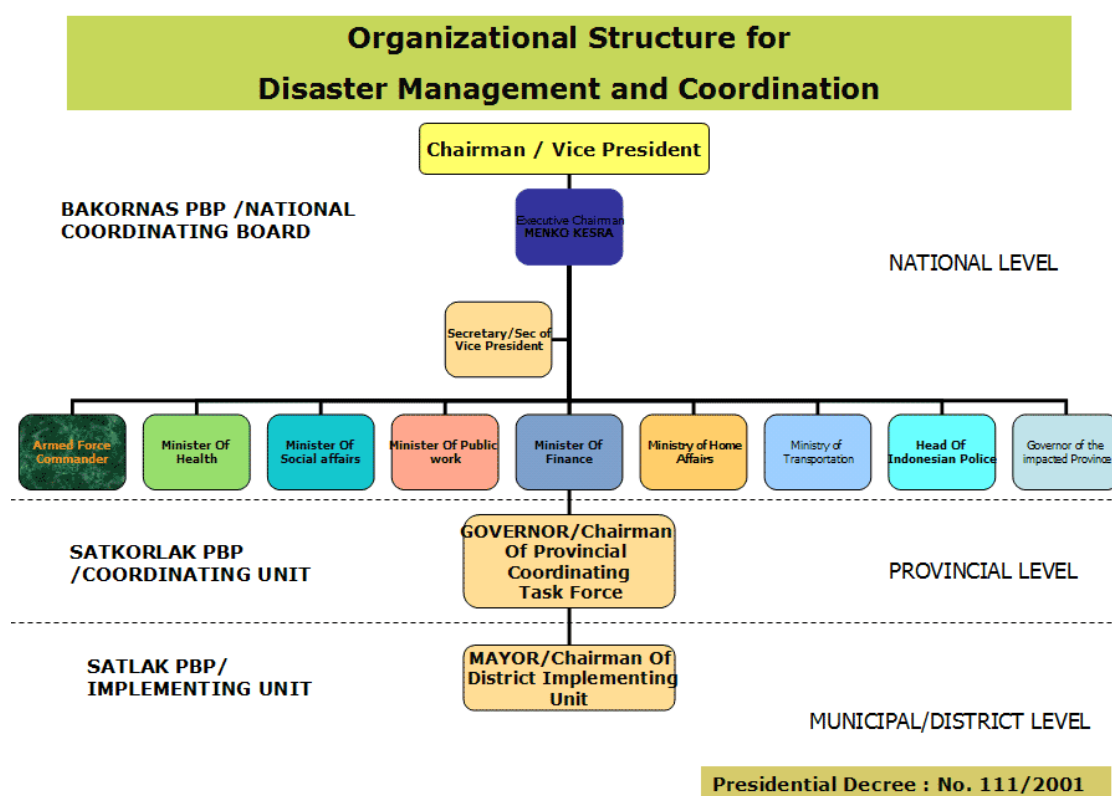 Organizational Structure for
Disaster Management and Coordination
Chairman / Vice President
BAKORNAS PBP /NATIONAL
COORDINATING BOARD
Executive Chairman
MENKO KESRA
NATIONAL LEVEL
Secretary/Sec of
Vice President
Armed Force
Commander
Minister Of
Health
Minister Of
Social affairs
Minister Of Public
work
Minister Of
Finance
Ministry of Home
Affairs
Ministry of
Transportation
Head Of
Indonesian Police
Governor of the
impacted Province
SATKORLAK PBP
/COORDINATING UNIT
GOVERNOR/Chairman
Of Provincial
Coordinating
Task Force
PROVINCIAL LEVEL
SATLAK PBP/
IMPLEMENTING UNIT
MAYOR/Chairman Of
District Implementing
Unit
MUNICIPAL/DISTRICT LEVEL
Presidential Decree : No. 111/2001